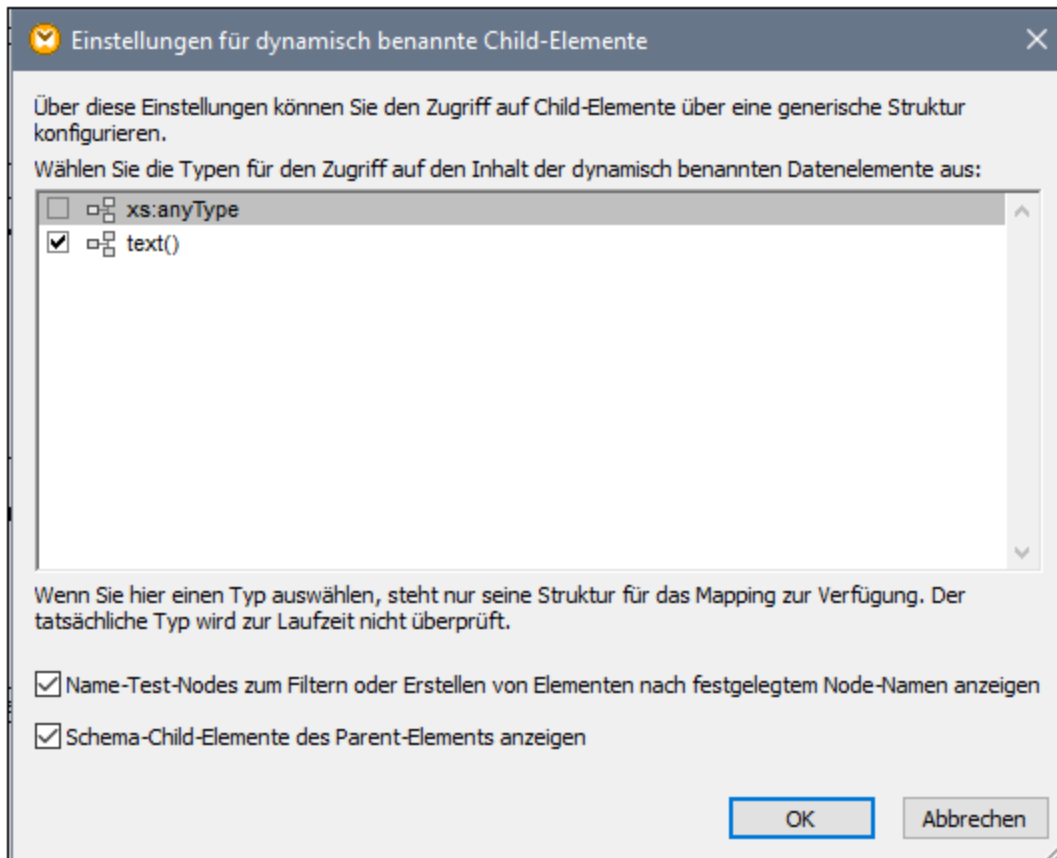 Einstellungen für dynamisch benannte Child-Elemente
Über diese Einstellungen können Sie den Zugriff auf Child-Elemente über eine generische Struktur
konfigurieren.
Wählen Sie die Typen für den Zugriff auf den Inhalt der dynamisch benannten Datenelemente aus:
xs:anyType
text()
Wenn Sie hier einen Typ auswählen, steht nur seine Struktur für das Mapping zur Verfügung. Der
tatsächliche Typ wird zur Laufzeit nicht überprüft.
Name-Test-Nodes zum Filtern oder Erstellen von Elementen nach festgelegtem Node-Namen anzeigen
Schema-Child-Elemente des Parent-Elements anzeigen
OK Abbrechen